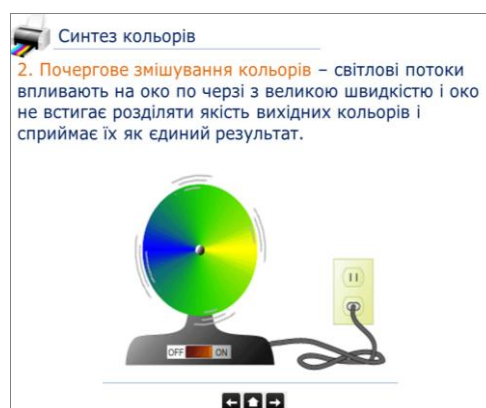 Синтез кольорів
2. Почергове змішування кольорів – світлові потоки
впливають на око по черзі з великою швидкістю і око
не встигає розділяти якість вихідних кольорів і
сприймає їх як єдиний результат.
OFF ON